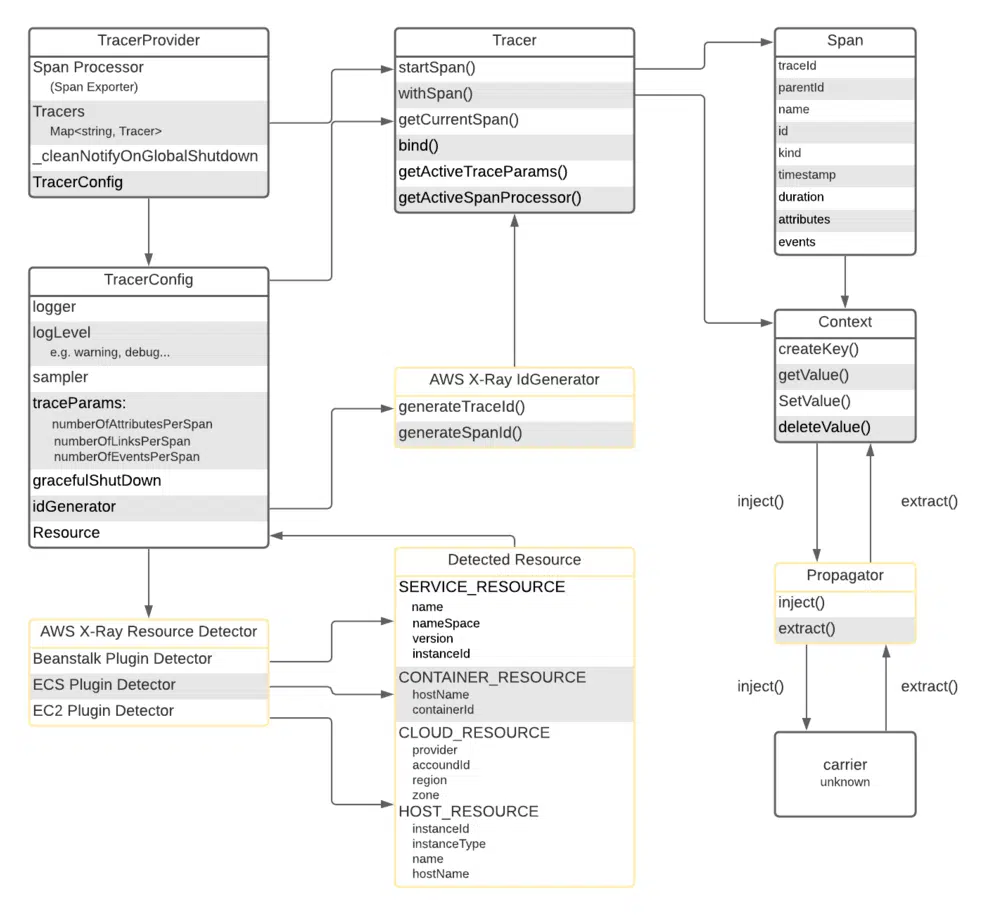 TracerProvider
Span Processor
(Span Exporter)
Tracers
Map<string, Tracer>
_cleanNotifyOnGlobalShutdown
TracerConfig
Tracer
startSpan()
withSpan()
getCurrentSpan()
bind()
getActiveTraceParams()
getActiveSpanProcessor()
Span
traceId
parentId
name
id
kind
timestamp
duration
attributes
events
TracerConfig
logger
logLevel
e.g. warning, debug...
sampler
traceParams:
numberOfAttributesPerSpan
numberOfLinksPerSpan
numberOfEventsPerSpan
gracefulShutDown
idGenerator
Resource
AWS X-Ray IdGenerator
generateTraceId()
generateSpanId()
Context
createKey()
getValue()
SetValue()
deleteValue()
inject()
extract()
Propagator
inject()
extract()
inject()
extract()
carrier
unknown
AWS X-Ray Resource Detector
Beanstalk Plugin Detector
ECS Plugin Detector
EC2 Plugin Detector
Detected Resource
SERVICE_RESOURCE
name
nameSpace
version
instanceId
CONTAINER_RESOURCE
hostName
containerId
CLOUD_RESOURCE
provider
accoundId
region
zone
HOST_RESOURCE
instanceId
instanceType
name
hostName